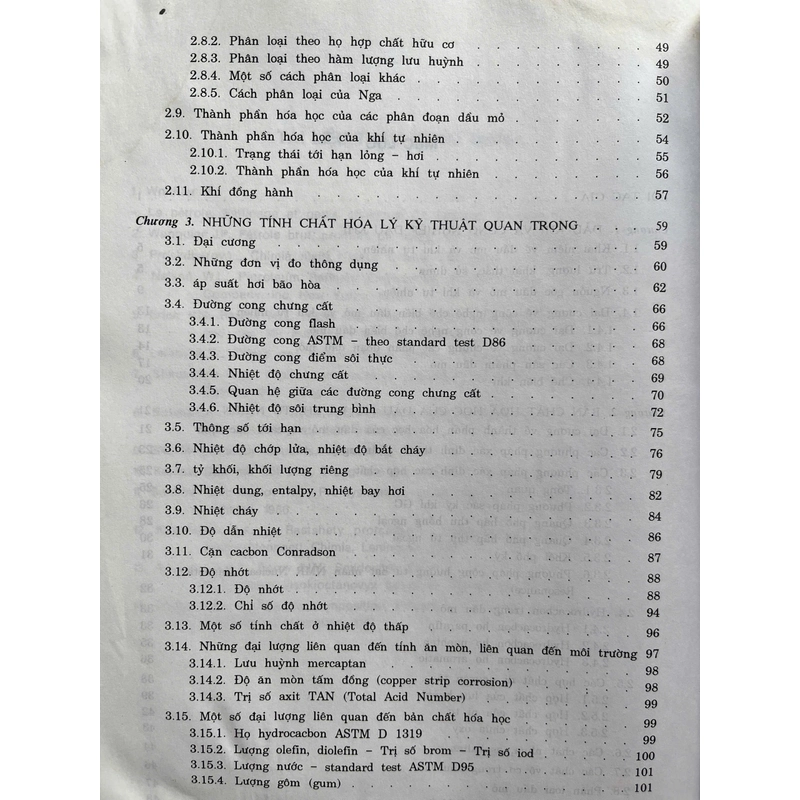 2.8.2. Phân loại theo họ hợp chất hữu cơ . . . . . . . . . . 49
2.8.3. Phân loại theo hàm lượng lưu huỳnh . . . . . . . . . . 49
2.8.4. Một số cách phân loại khác . . . . . . . . . . 50
2.8.5. Cách phân loại của Nga . . . . . . . . . . 51
2.9. Thành phần hóa học của các phân đoạn dầu mỏ . . . . . . . . . . 52
2.10. Thành phần hóa học của khí tự nhiên . . . . . . . . . . 54
2.10.1. Trạng thái tới hạn lỏng – hơi . . . . . . . . . . 55
2.10.2. Thành phần hóa học của khí tự nhiên . . . . . . . . . . 56
2.11. Khí đồng hành . . . . . . . . . . 57
Chương 3. NHỮNG TÍNH CHẤT HÓA LÝ KỸ THUẬT QUAN TRỌNG . . . . . 59
3.1. Đại cương . . . . . . . . . . 59
3.2. Những đơn vị đo thông dụng . . . . . . . . . . 60
3.3. áp suất hơi bão hòa . . . . . . . . . . 62
3.4. Đường cong chưng cất . . . . . . . . . . 66
3.4.1. Đường cong flash . . . . . . . . . . 66
3.4.2. Đường cong ASTM – theo standard test D86 . . . . . . . . . . 68
3.4.3. Đường cong điểm sôi thực . . . . . . . . . . 68
3.4.4. Nhiệt độ chưng cất . . . . . . . . . . 69
3.4.5. Quan hệ giữa các đường cong chưng cất . . . . . . . . . . 70
3.4.6. Nhiệt độ sôi trung bình . . . . . . . . . . 72
3.5. Thông số tới hạn . . . . . . . . . . 75
3.6. Nhiệt độ chớp lửa, nhiệt độ bắt cháy . . . . . . . . . . 76
3.7. tỷ khối, khối lượng riêng . . . . . . . . . . 79
3.8. Nhiệt dung, entalpy, nhiệt bay hơi . . . . . . . . . . 82
3.9. Nhiệt cháy . . . . . . . . . . 84
3.10. Độ dẫn nhiệt . . . . . . . . . . 86
3.11. Cặn cacbon Conradson . . . . . . . . . . 87
3.12. Độ nhớt . . . . . . . . . . 88
3.12.1. Độ nhớt . . . . . . . . . . 88
3.12.2. Chỉ số độ nhớt . . . . . . . . . . 94
3.13. Một số tính chất ở nhiệt độ thấp . . . . . . . . . . 96
3.14. Những đại lượng liên quan đến tính ăn mòn, liên quan đến môi trường 97
3.14.1. Lưu huỳnh mercaptan . . . . . . . . . . 98
3.14.2. Độ ăn mòn tấm đồng (copper strip corrosion) . . . . . . . . . . 98
3.14.3. Trị số axit TAN (Total Acid Number) . . . . . . . . . . 99
3.15. Một số đại lượng liên quan đến bản chất hóa học . . . . . . . . . . 99
3.15.1. Họ hydrocacbon ASTM D 1319 . . . . . . . . . . 99
3.15.2. Lượng olefin, diolefin – Trị số brom – Trị số iod . . . . . . . . . . 100
3.15.3. Lượng nước – standard test ASTM D95 . . . . . . . . . . 101
3.15.4. Lượng gôm (gum) . . . . . . . . . . 101